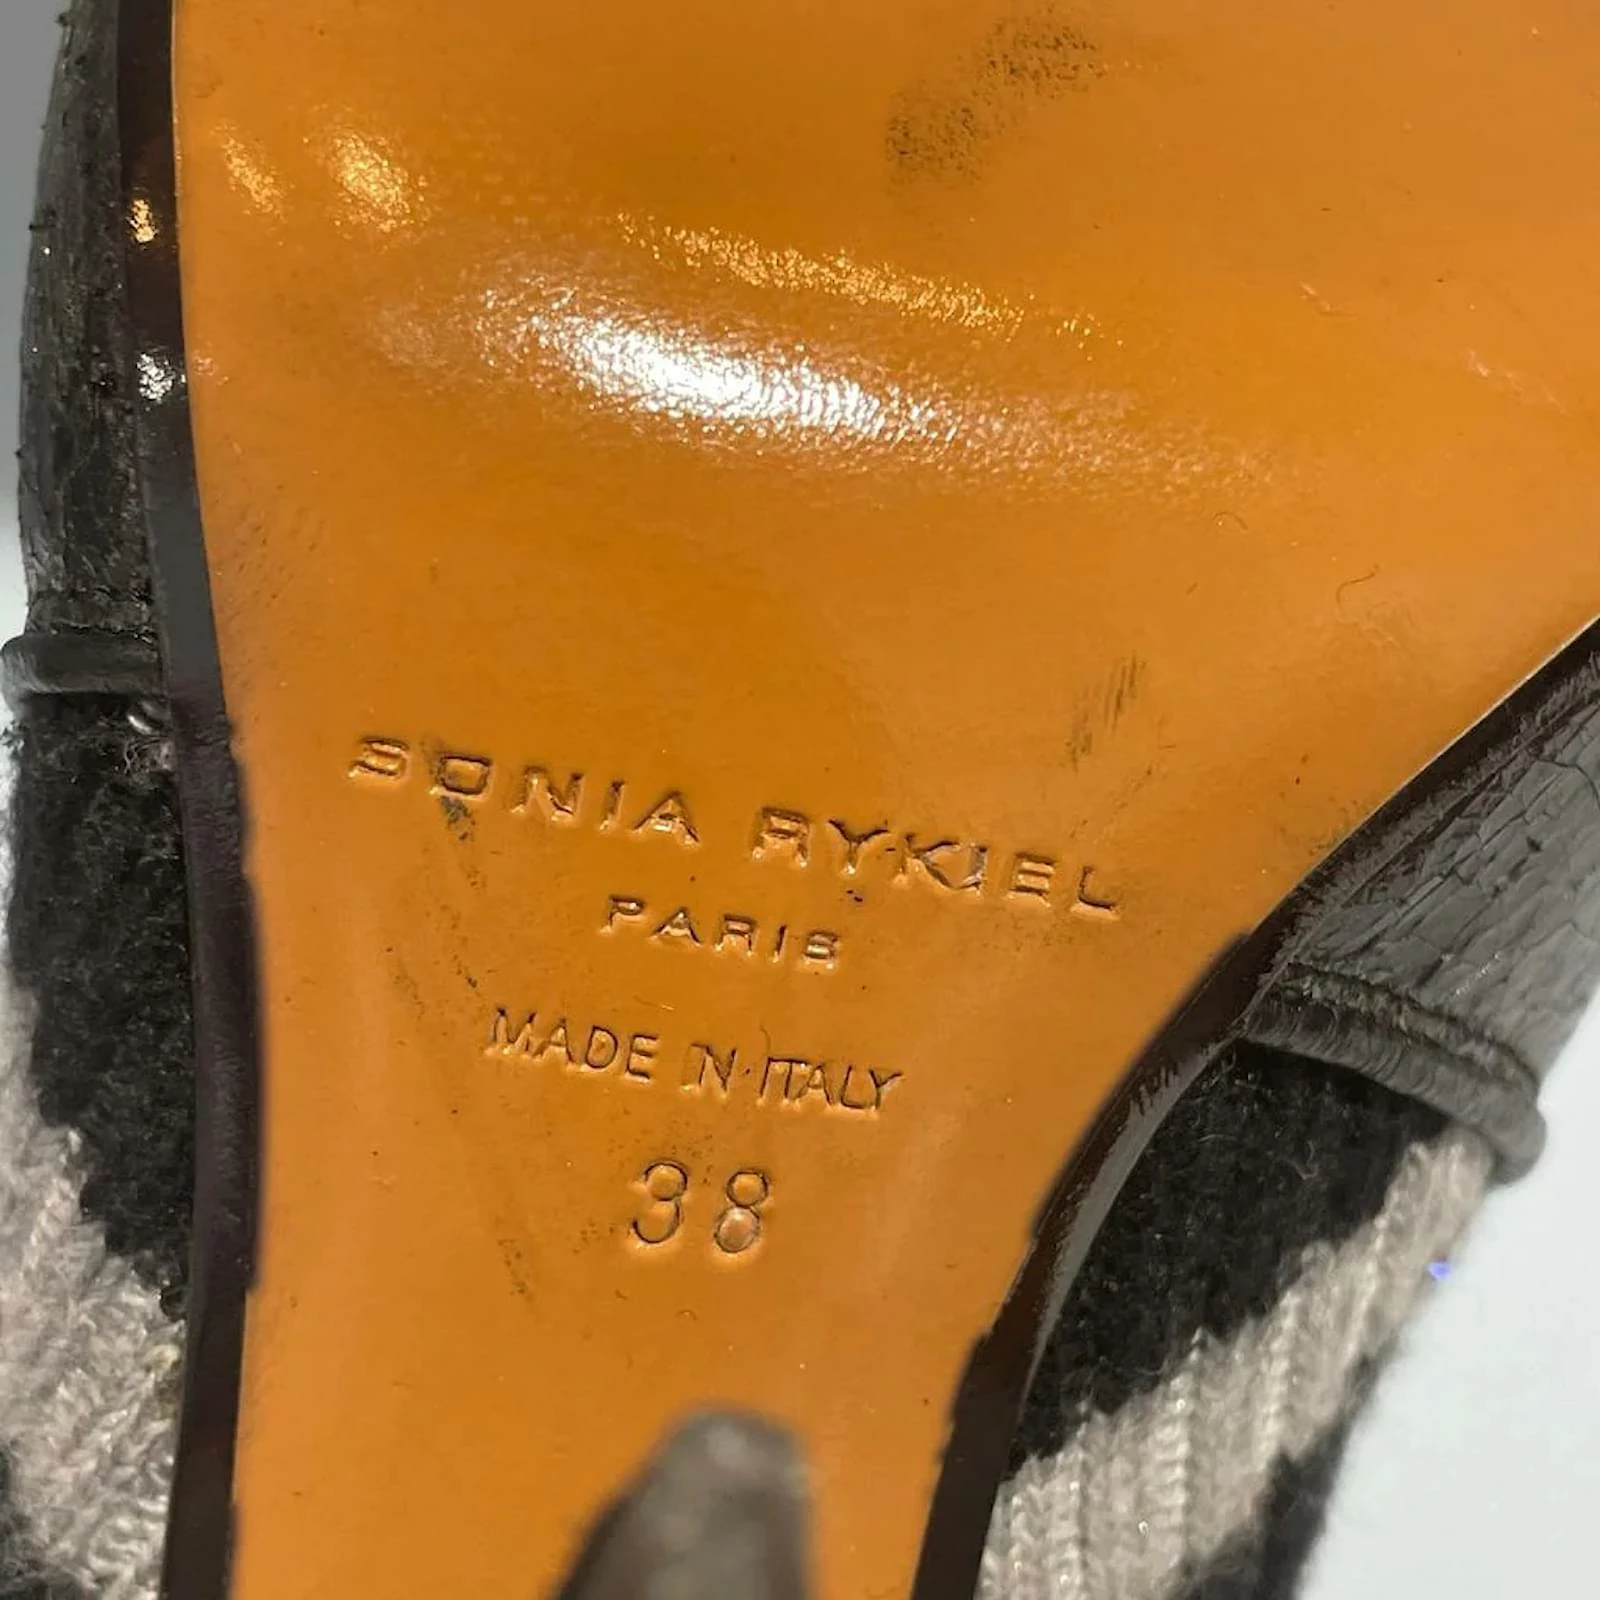 SONIA RYKIEL
PARIS
MADE IN ITALY
38